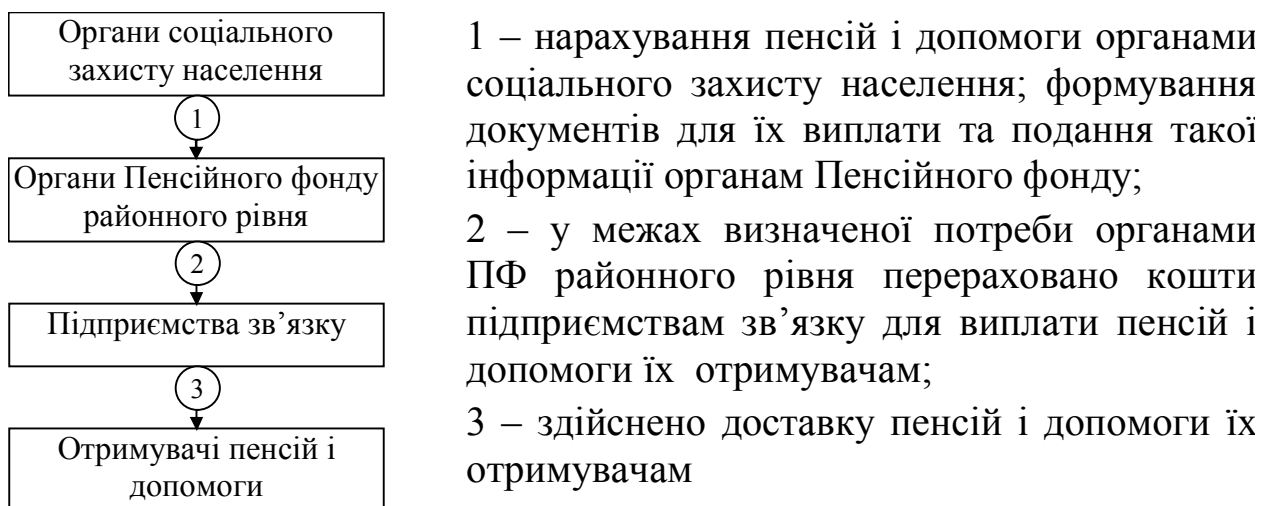 Органи соціального
захисту населення
1
Органи Пенсійного фонду
районного рівня
2
Підприємства зв’язку
3
Отримувачі пенсій і
допомоги
1 – нарахування пенсій і допомоги органами
соціального захисту населення; формування
документів для їх виплати та подання такої
інформації органам Пенсійного фонду;
2 – у межах визначеної потреби органами
ПФ районного рівня перераховано кошти
підприємствам зв’язку для виплати пенсій і
допомоги їх отримувачам;
3 – здійснено доставку пенсій і допомоги їх
отримувачам